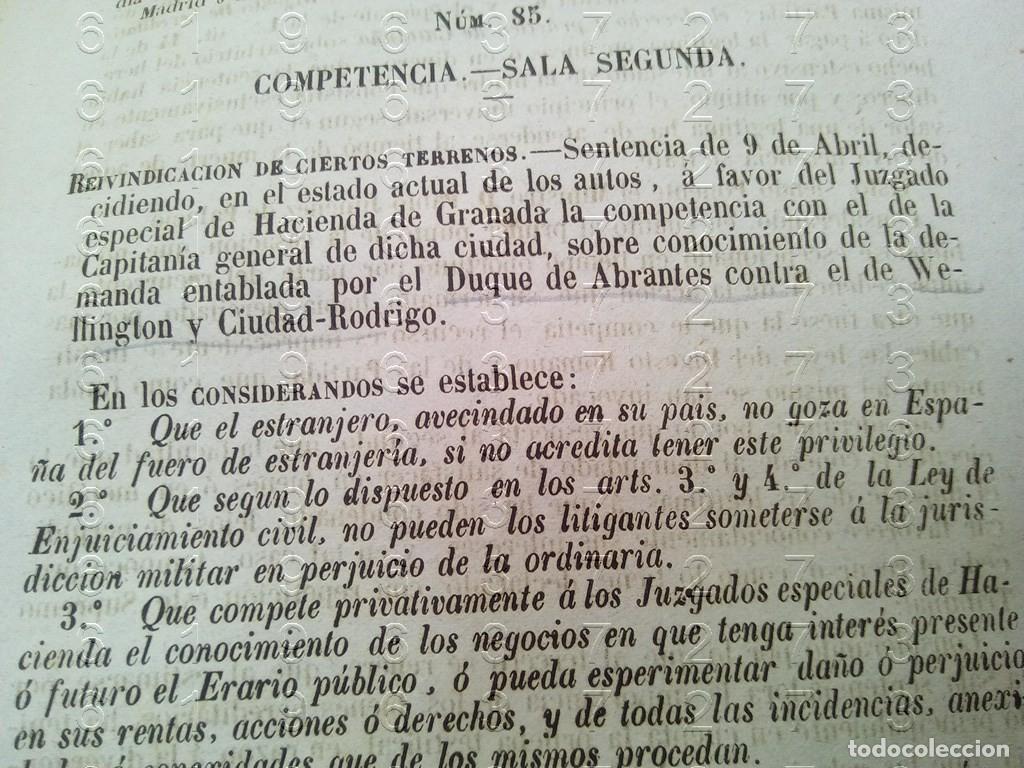 Madrid
NÚM. 85.
COMPETENCIA.—SALA SEGUNDA.
REIVINDICACION DE CIERTOS TERRENOS.—Sentencia de 9 de Abril, de-
cidiendo, en el estado actual de los autos, á favor del Juzgado
especial de Hacienda de Granada la competencia con el de la
Capitanía general de dicha ciudad, sobre conocimiento de la de-
manda entablada por el Duque de Abrantes contra el de We-
llington y Ciudad-Rodrigo.
En los CONSIDERANDOS se establece:
1.º Que el estranjero, avecindado en su pais, no goza en Espa-
ña del fuero de estranjería, si no acredita tener este privilegio.
2.º Que segun lo dispuesto en los arts. 3.º y 4.º de la Ley de
Enjuiciamiento civil, no pueden los litigantes someterse á la juris-
diccion militar en perjuicio de la ordinaria.
3.º Que compete privativamente á los Juzgados especiales de Ha-
cienda el conocimiento de los negocios en que tenga interés presente
ó futuro el Erario público, ó pueda esperimentar daño ó perjuicio
en sus rentas, acciones ó derechos, y de todas las incidencias, anexi
que de los mismos procedan.
todocoleccion